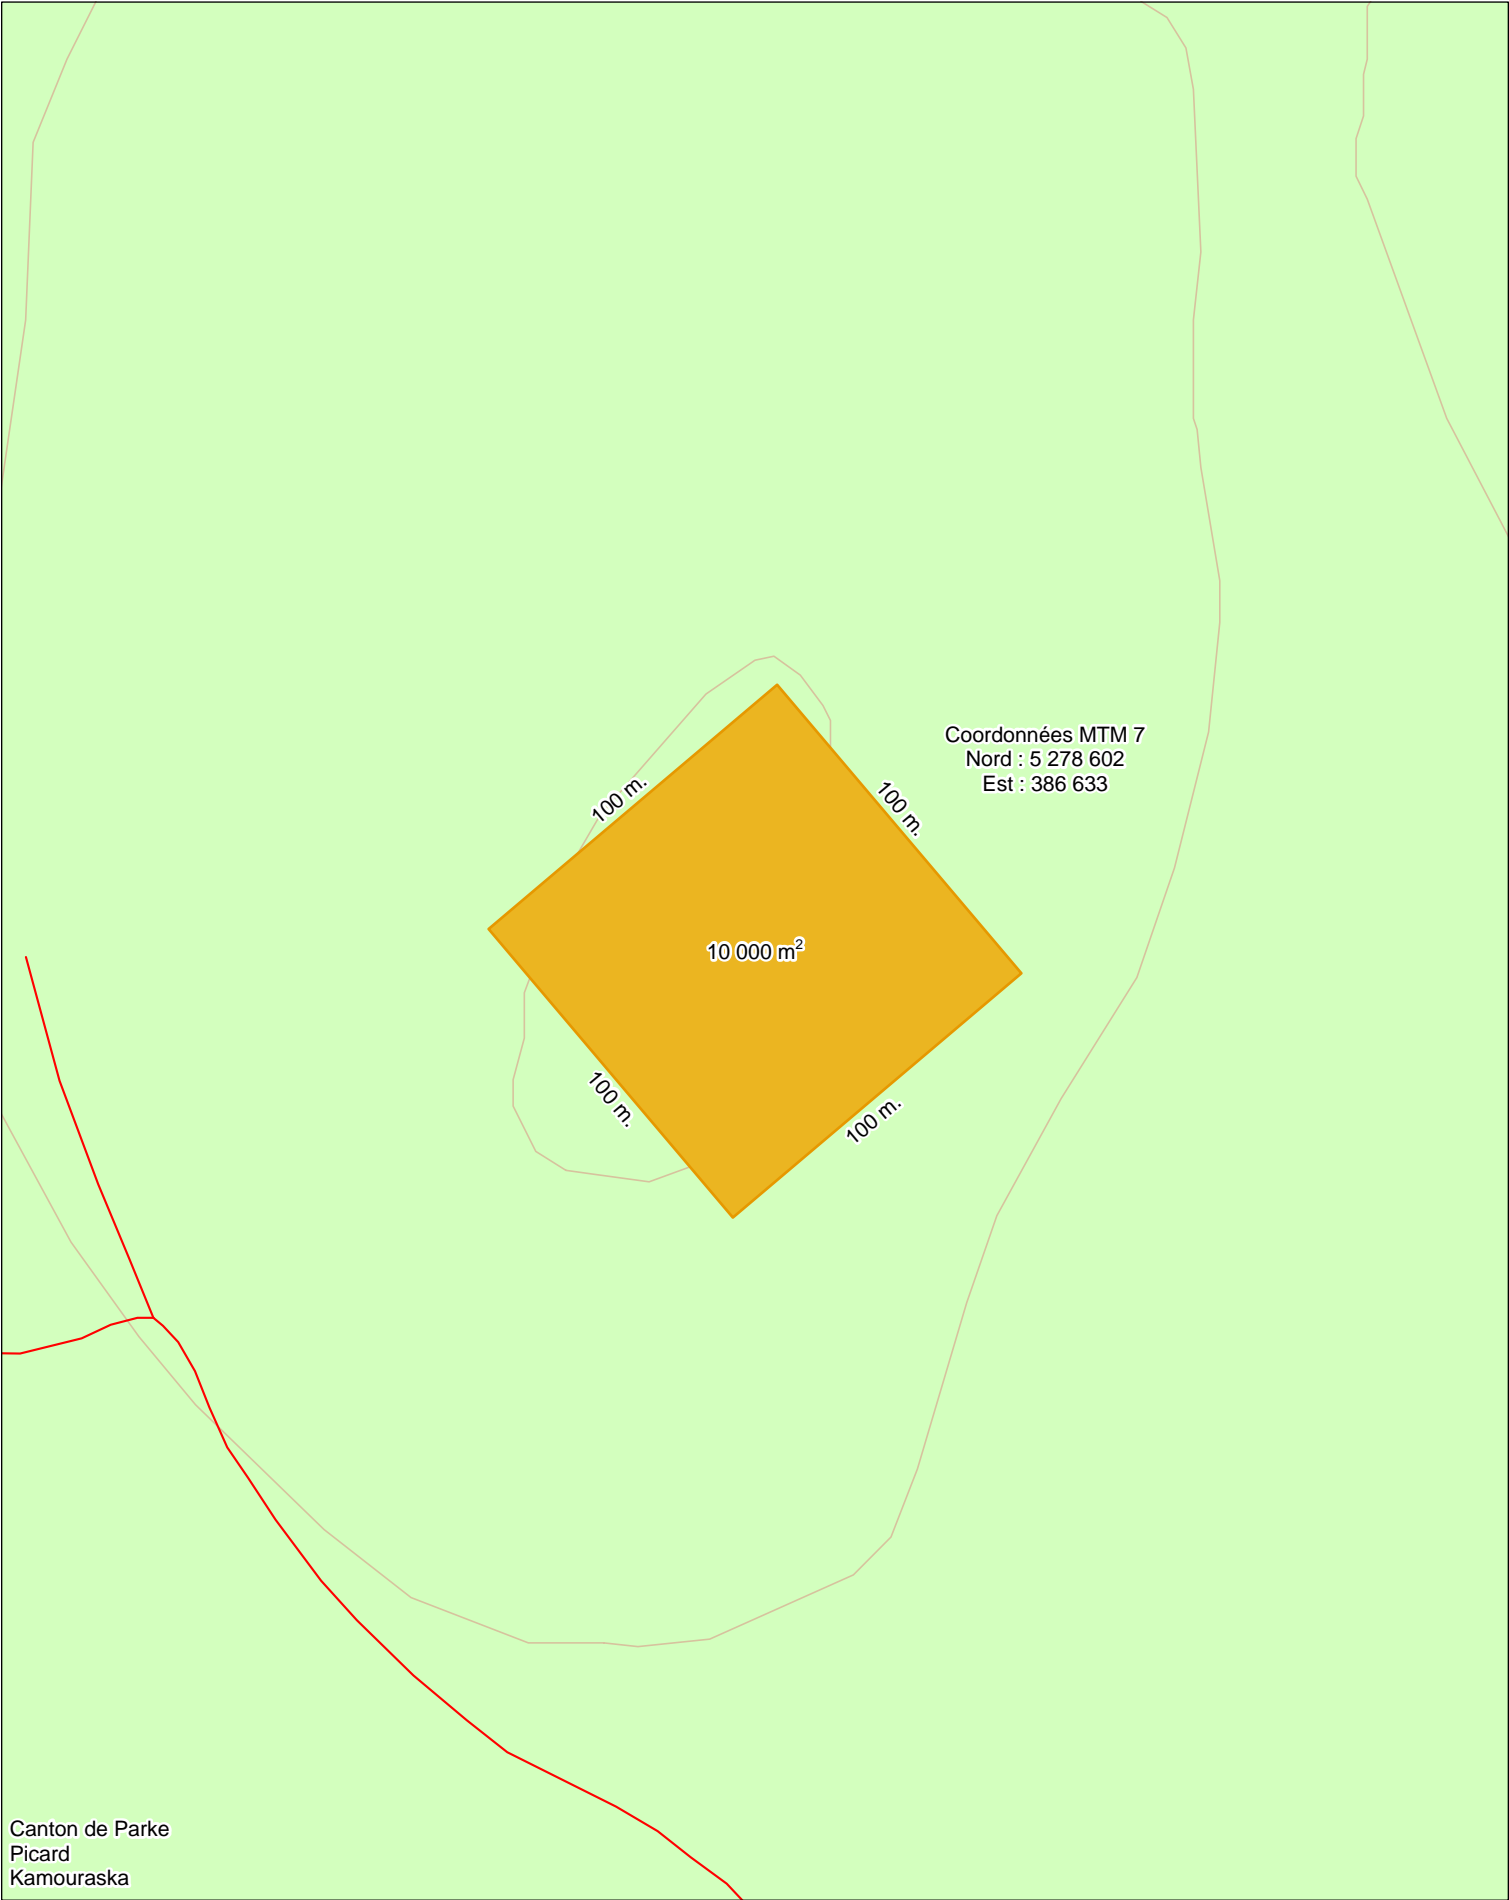 Coordonnées MTM 7
Nord : 5 278 602
Est : 386 633
100 m.
100 m.
10 000 m²
100 m.
100 m.
Canton de Parke
Picard
Kamouraska